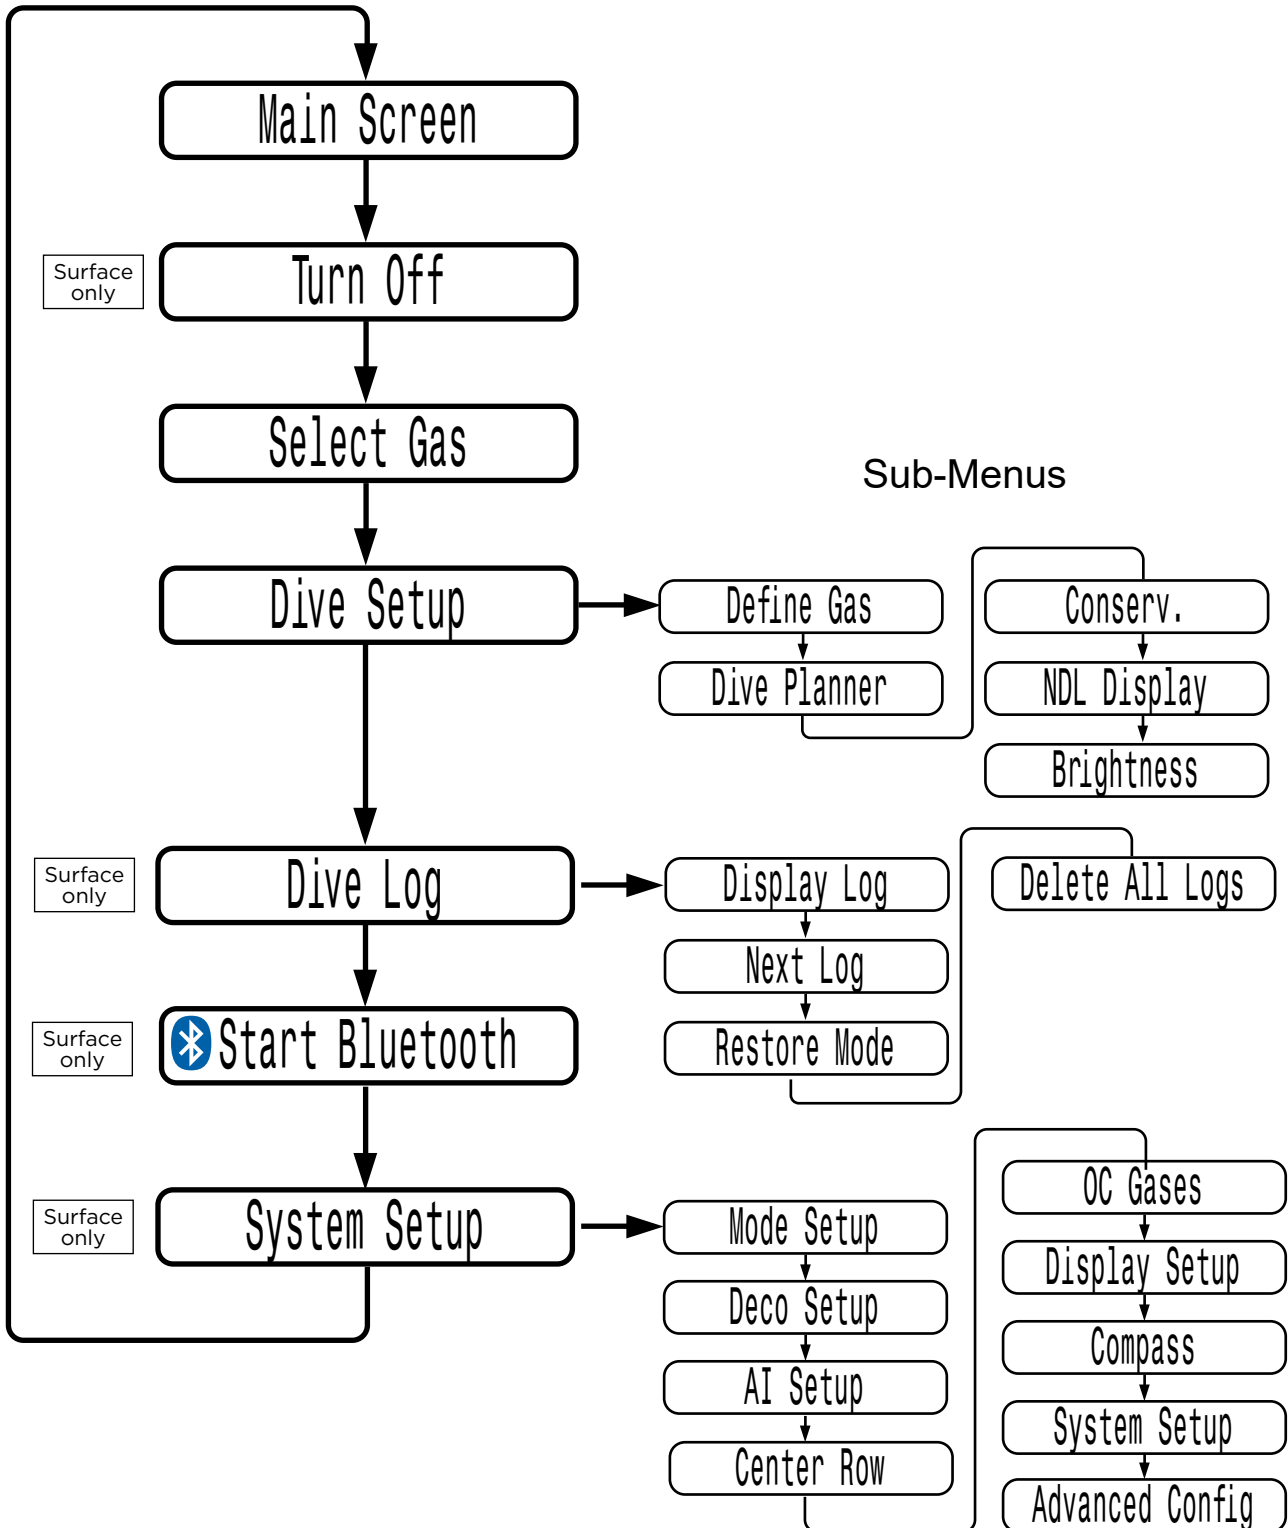 Main Screen
Surface
only
Turn Off
Select Gas
Sub-Menus
Dive Setup
Define Gas
Dive Planner
Conserv.
NDL Display
Brightness
Surface
only
Dive Log
Display Log
Next Log
Restore Mode
Delete All Logs
Surface
only
Start Bluetooth
Surface
only
System Setup
Mode Setup
Deco Setup
AI Setup
Center Row
OC Gases
Display Setup
Compass
System Setup
Advanced Config